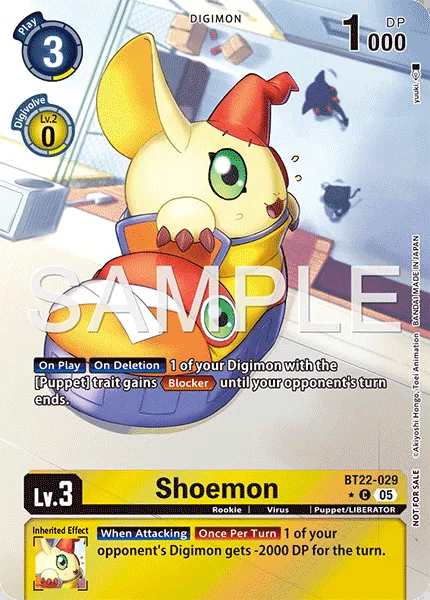 DIGIMON
Play
3
DP
1000
Digivolve
Lv.2
0
yuuki
SAMPLE
On Play On Deletion 1 of your Digimon with the
[Puppet] trait gains Blocker until your opponent's turn
ends.
©Akiyoshi Hongo, Toei Animation BANDAI MADE IN JAPAN
NOT FOR SALE
Lv.3
Shoemon
BT22-029
C 05
Rookie | Virus | Puppet/LIBERATOR
Inherited Effect
When Attacking Once Per Turn 1 of your
opponent's Digimon gets -2000 DP for the turn.